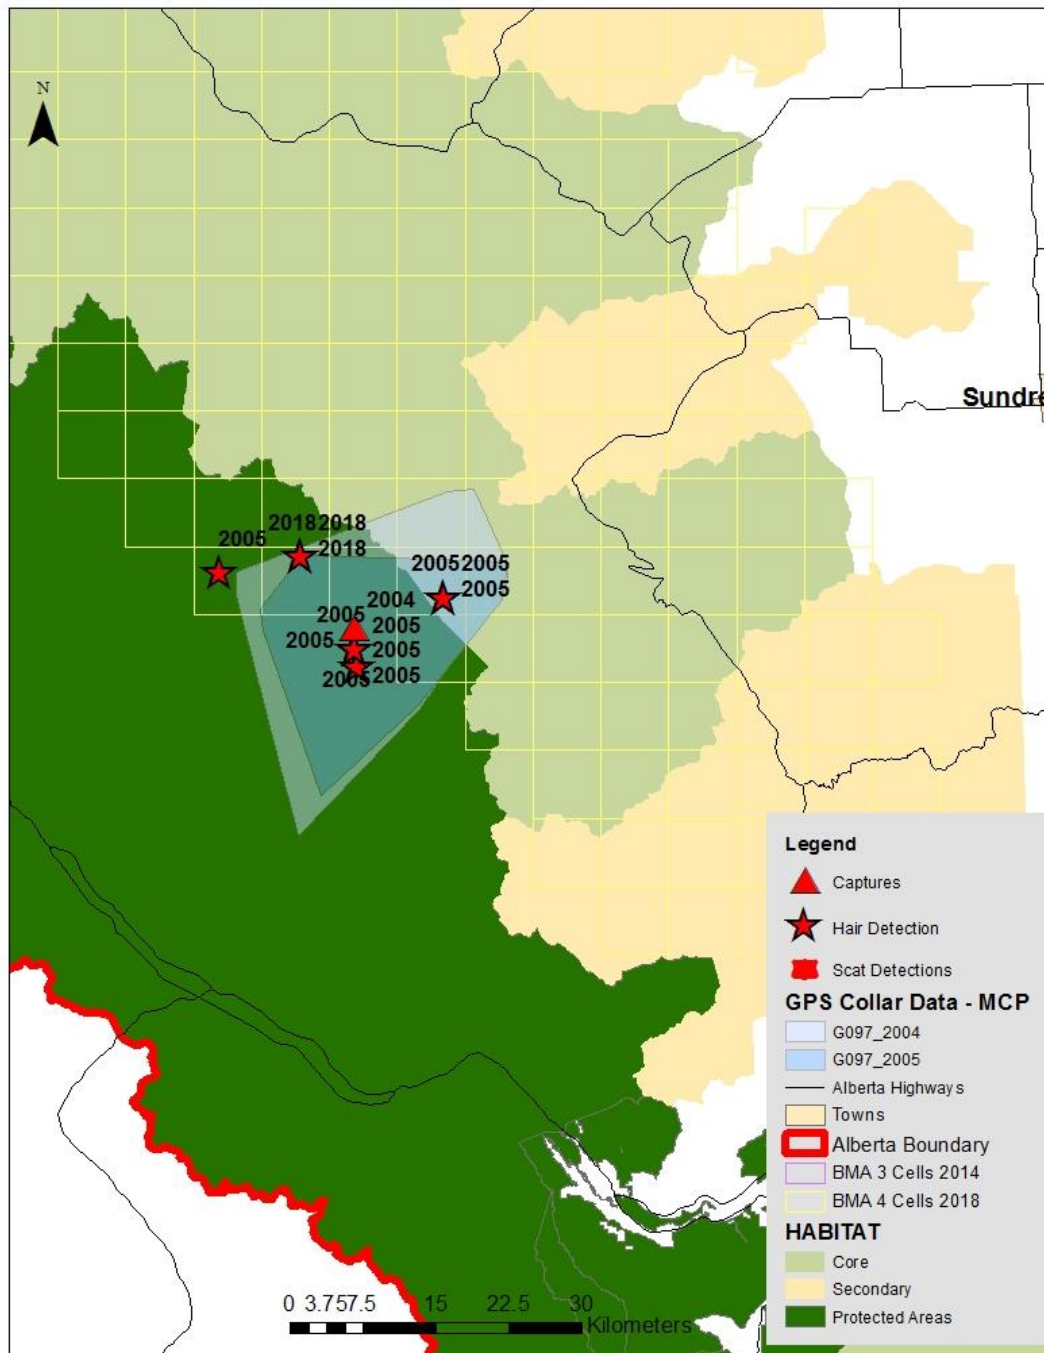 N
Sundre
2018 2018
2005
2018
2005 2005
2005
2004
2005
2005
2005
2005
2005
2005
Legend
Captures
Hair Detection
Scat Detections
GPS Collar Data - MCP
G097_2004
G097_2005
Alberta Highways
Towns
Alberta Boundary
BMA 3 Cells 2014
BMA 4 Cells 2018
HABITAT
Core
Secondary
Protected Areas
0 3.75 7.5 15 22.5 30
Kilometers